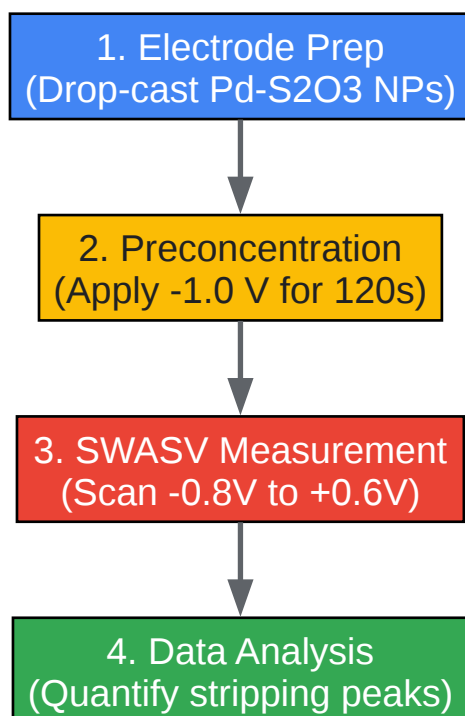 1. Electrode Prep
(Drop-cast Pd-S2O3 NPs)
2. Preconcentration
(Apply -1.0 V for 120s)
3. SWASV Measurement
(Scan -0.8V to +0.6V)
4. Data Analysis
(Quantify stripping peaks)